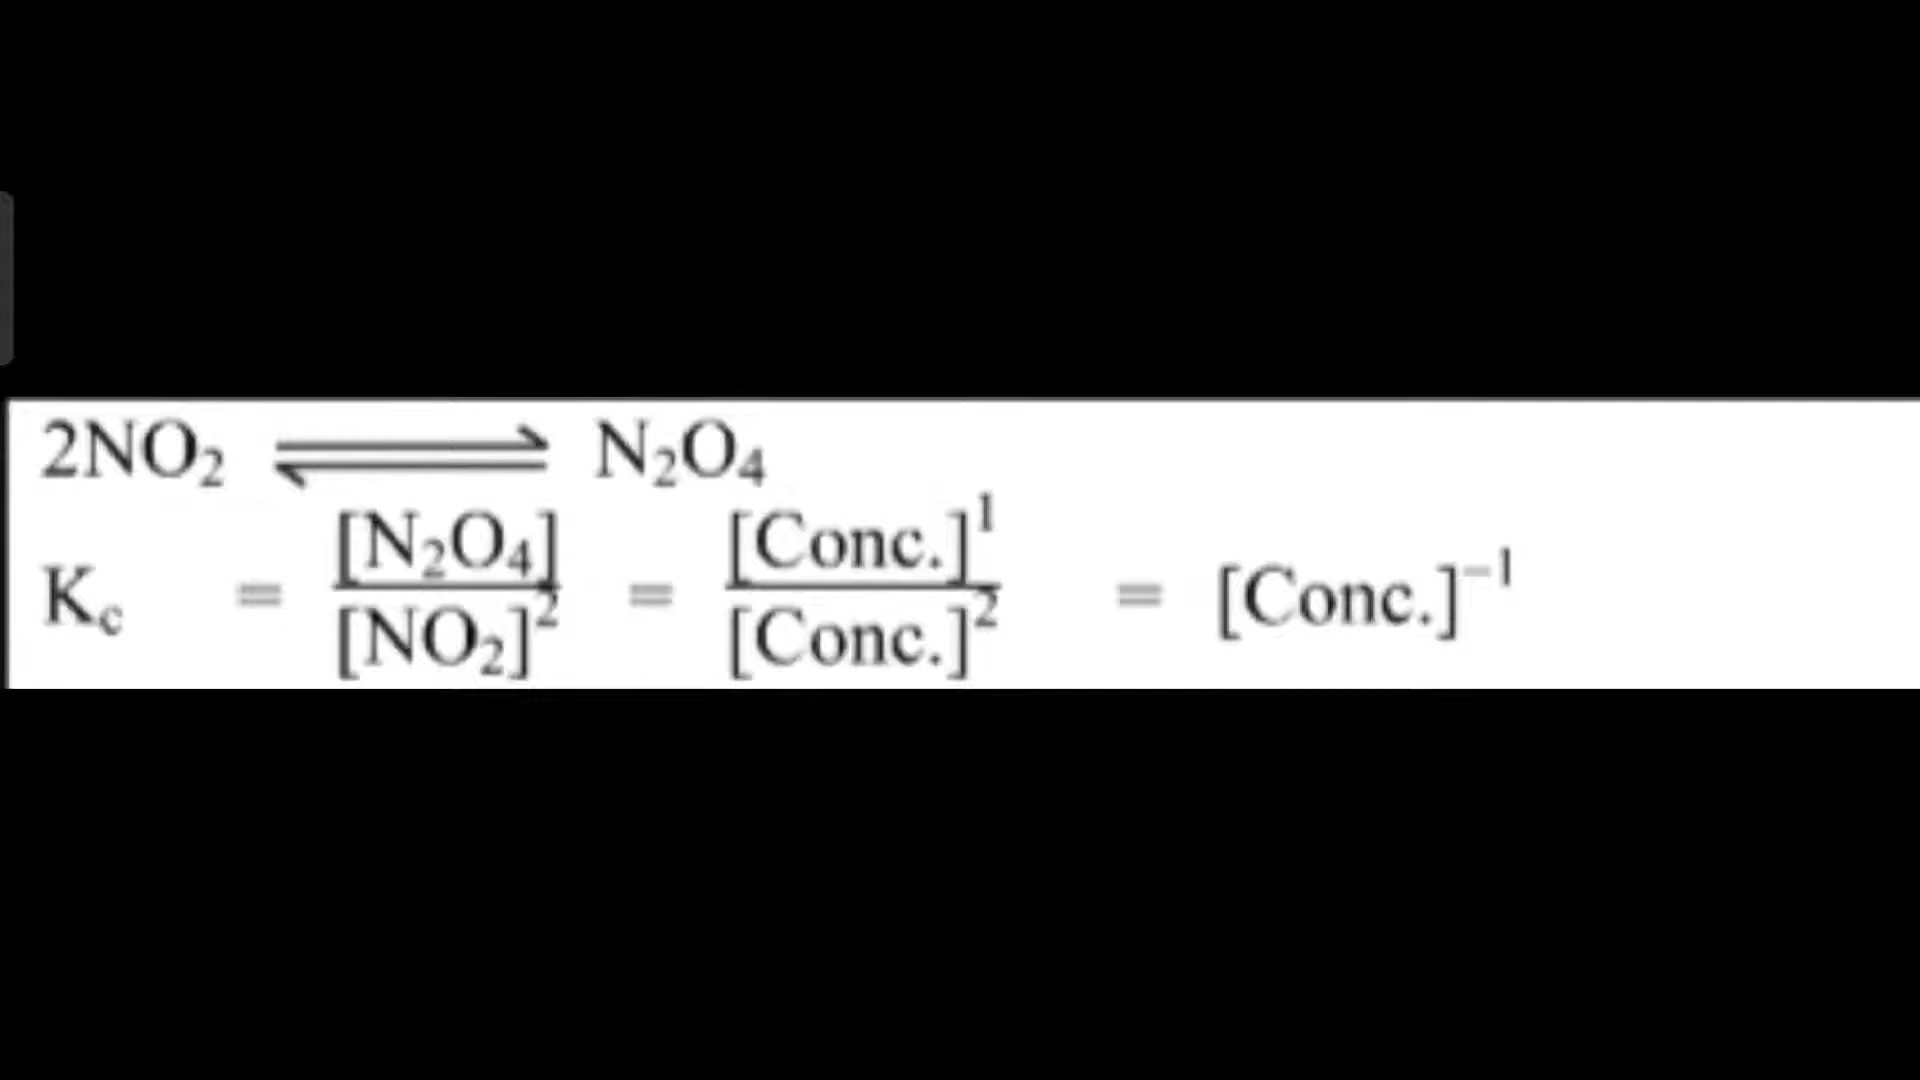 2NO₂ ⇌ N₂O₄
K꜀ = [N₂O₄] / [NO₂]² = [Conc.]¹ / [Conc.]² = [Conc.]⁻¹